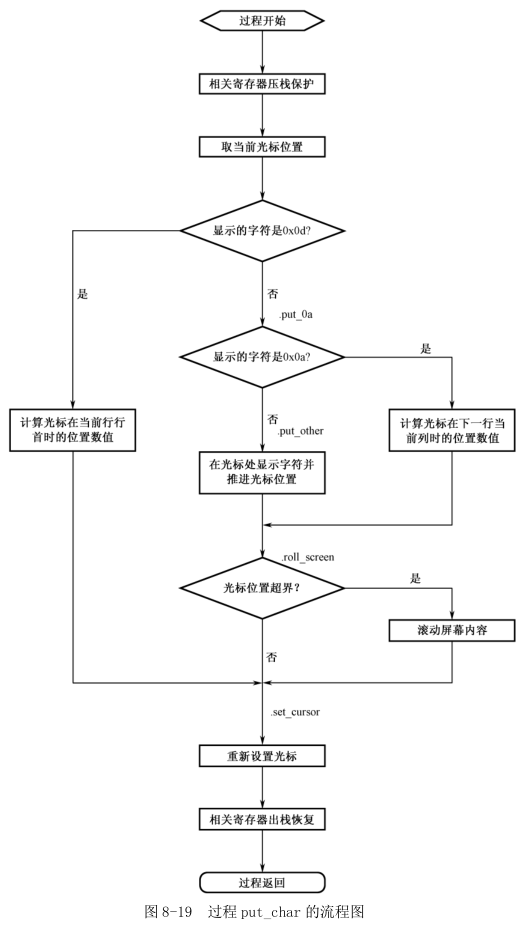 过程开始
相关寄存器压栈保护
取当前光标位置
显示的字符是0x0d?
是
否
.put_0a
显示的字符是0x0a?
是
计算光标在当前行行
首时的位置数值
否
.put_other
计算光标在下一行当
前列时的位置数值
在光标处显示字符并
推进光标位置
.roll_screen
光标位置超界？
是
滚动屏幕内容
否
.set_cursor
重新设置光标
相关寄存器出栈恢复
过程返回
图 8-19 过程 put_char 的流程图